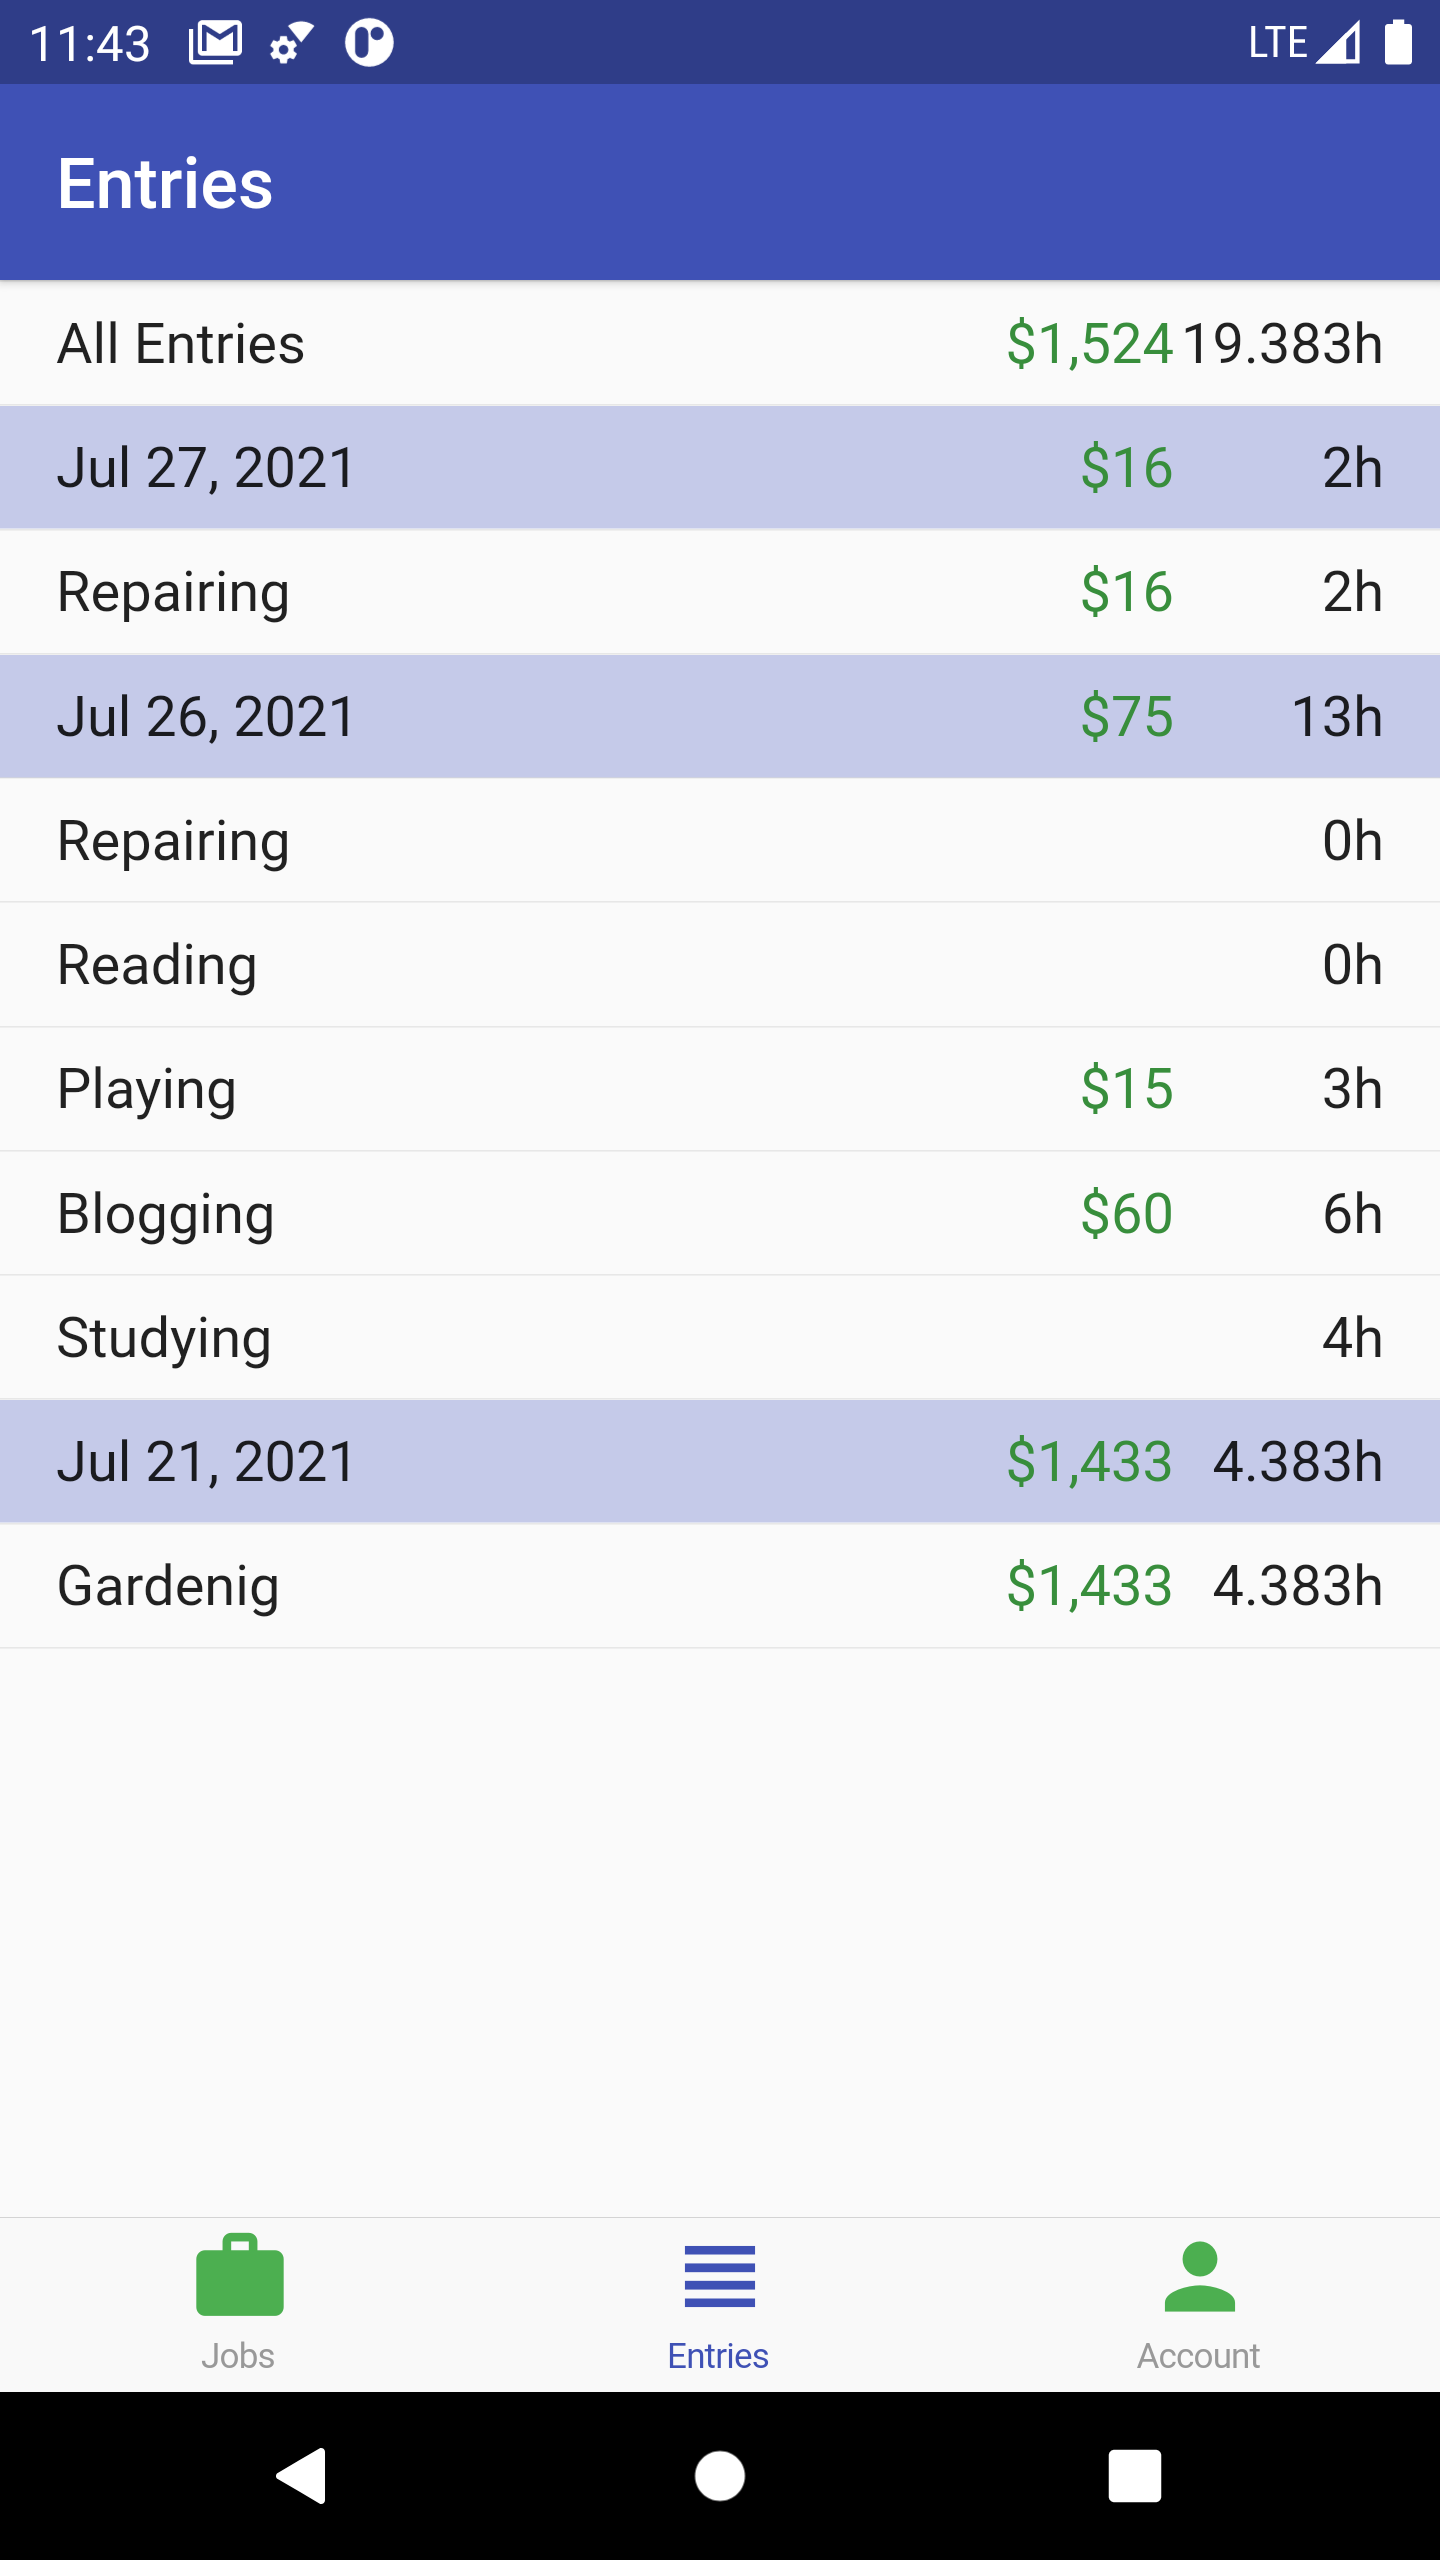 11:43 LTE
Entries
All Entries $1,524 19.383h
Jul 27, 2021 $16 2h
Repairing $16 2h
Jul 26, 2021 $75 13h
Repairing 0h
Reading 0h
Playing $15 3h
Blogging $60 6h
Studying 4h
Jul 21, 2021 $1,433 4.383h
Gardenig $1,433 4.383h
Jobs Entries Account